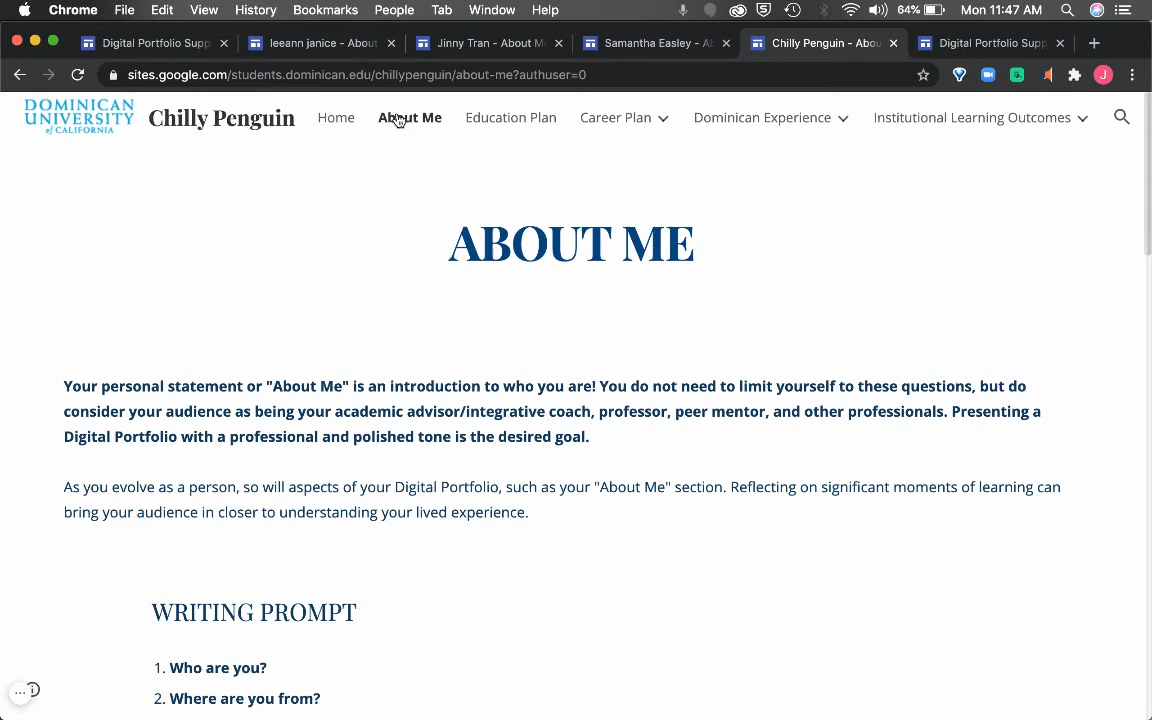 Chrome File Edit View History Bookmarks People Tab Window Help 64% Mon 11:47 AM
Digital Portfolio Supp leeann janice - About Jinny Tran - About M Samantha Easley - A Chilly Penguin - Abou Digital Portfolio Supp
sites.google.com/students.dominican.edu/chillypenguin/about-me?authuser=0 J
DOMINICAN
UNIVERSITY
of CALIFORNIA
Chilly Penguin Home About Me Education Plan Career Plan Dominican Experience Institutional Learning Outcomes
ABOUT ME
Your personal statement or "About Me" is an introduction to who you are! You do not need to limit yourself to these questions, but do
consider your audience as being your academic advisor/integrative coach, professor, peer mentor, and other professionals. Presenting a
Digital Portfolio with a professional and polished tone is the desired goal.
As you evolve as a person, so will aspects of your Digital Portfolio, such as your "About Me" section. Reflecting on significant moments of learning can
bring your audience in closer to understanding your lived experience.
WRITING PROMPT
1. Who are you?
2. Where are you from?